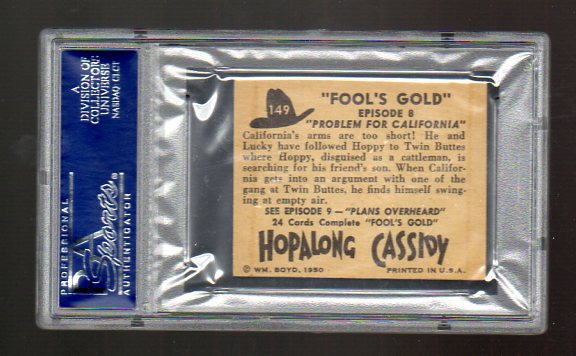 A
DIVISION OF
COLLECTORS
UNIVERSE
NASDAQ: CLCT
PROFESSIONAL
PSA
Sports
AUTHENTICATOR
149
"FOOL'S GOLD"
EPISODE 8
"PROBLEM FOR CALIFORNIA"
California's arms are too short! He and
Lucky have followed Hoppy to Twin Buttes
where Hoppy, disguised as a cattleman, is
searching for his friend's son. When Califor-
nia gets into an argument with one of the
gang at Twin Buttes, he finds himself swing-
ing at empty air.
SEE EPISODE 9 — "PLANS OVERHEARD"
24 Cards Complete "FOOL'S GOLD"
HOPALONG CASSIDY
© WM. BOYD, 1950 PRINTED IN U.S.A.